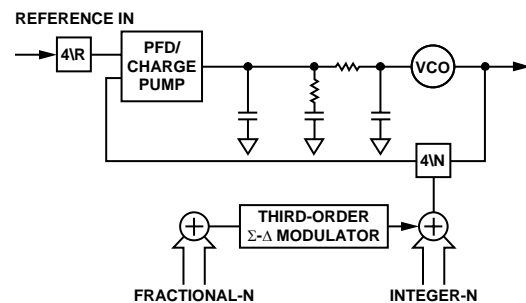 REFERENCE IN
4\R
PFD/
CHARGE
PUMP
VCO
4\N
THIRD-ORDER
Σ-Δ MODULATOR
+
+
FRACTIONAL-N
INTEGER-N